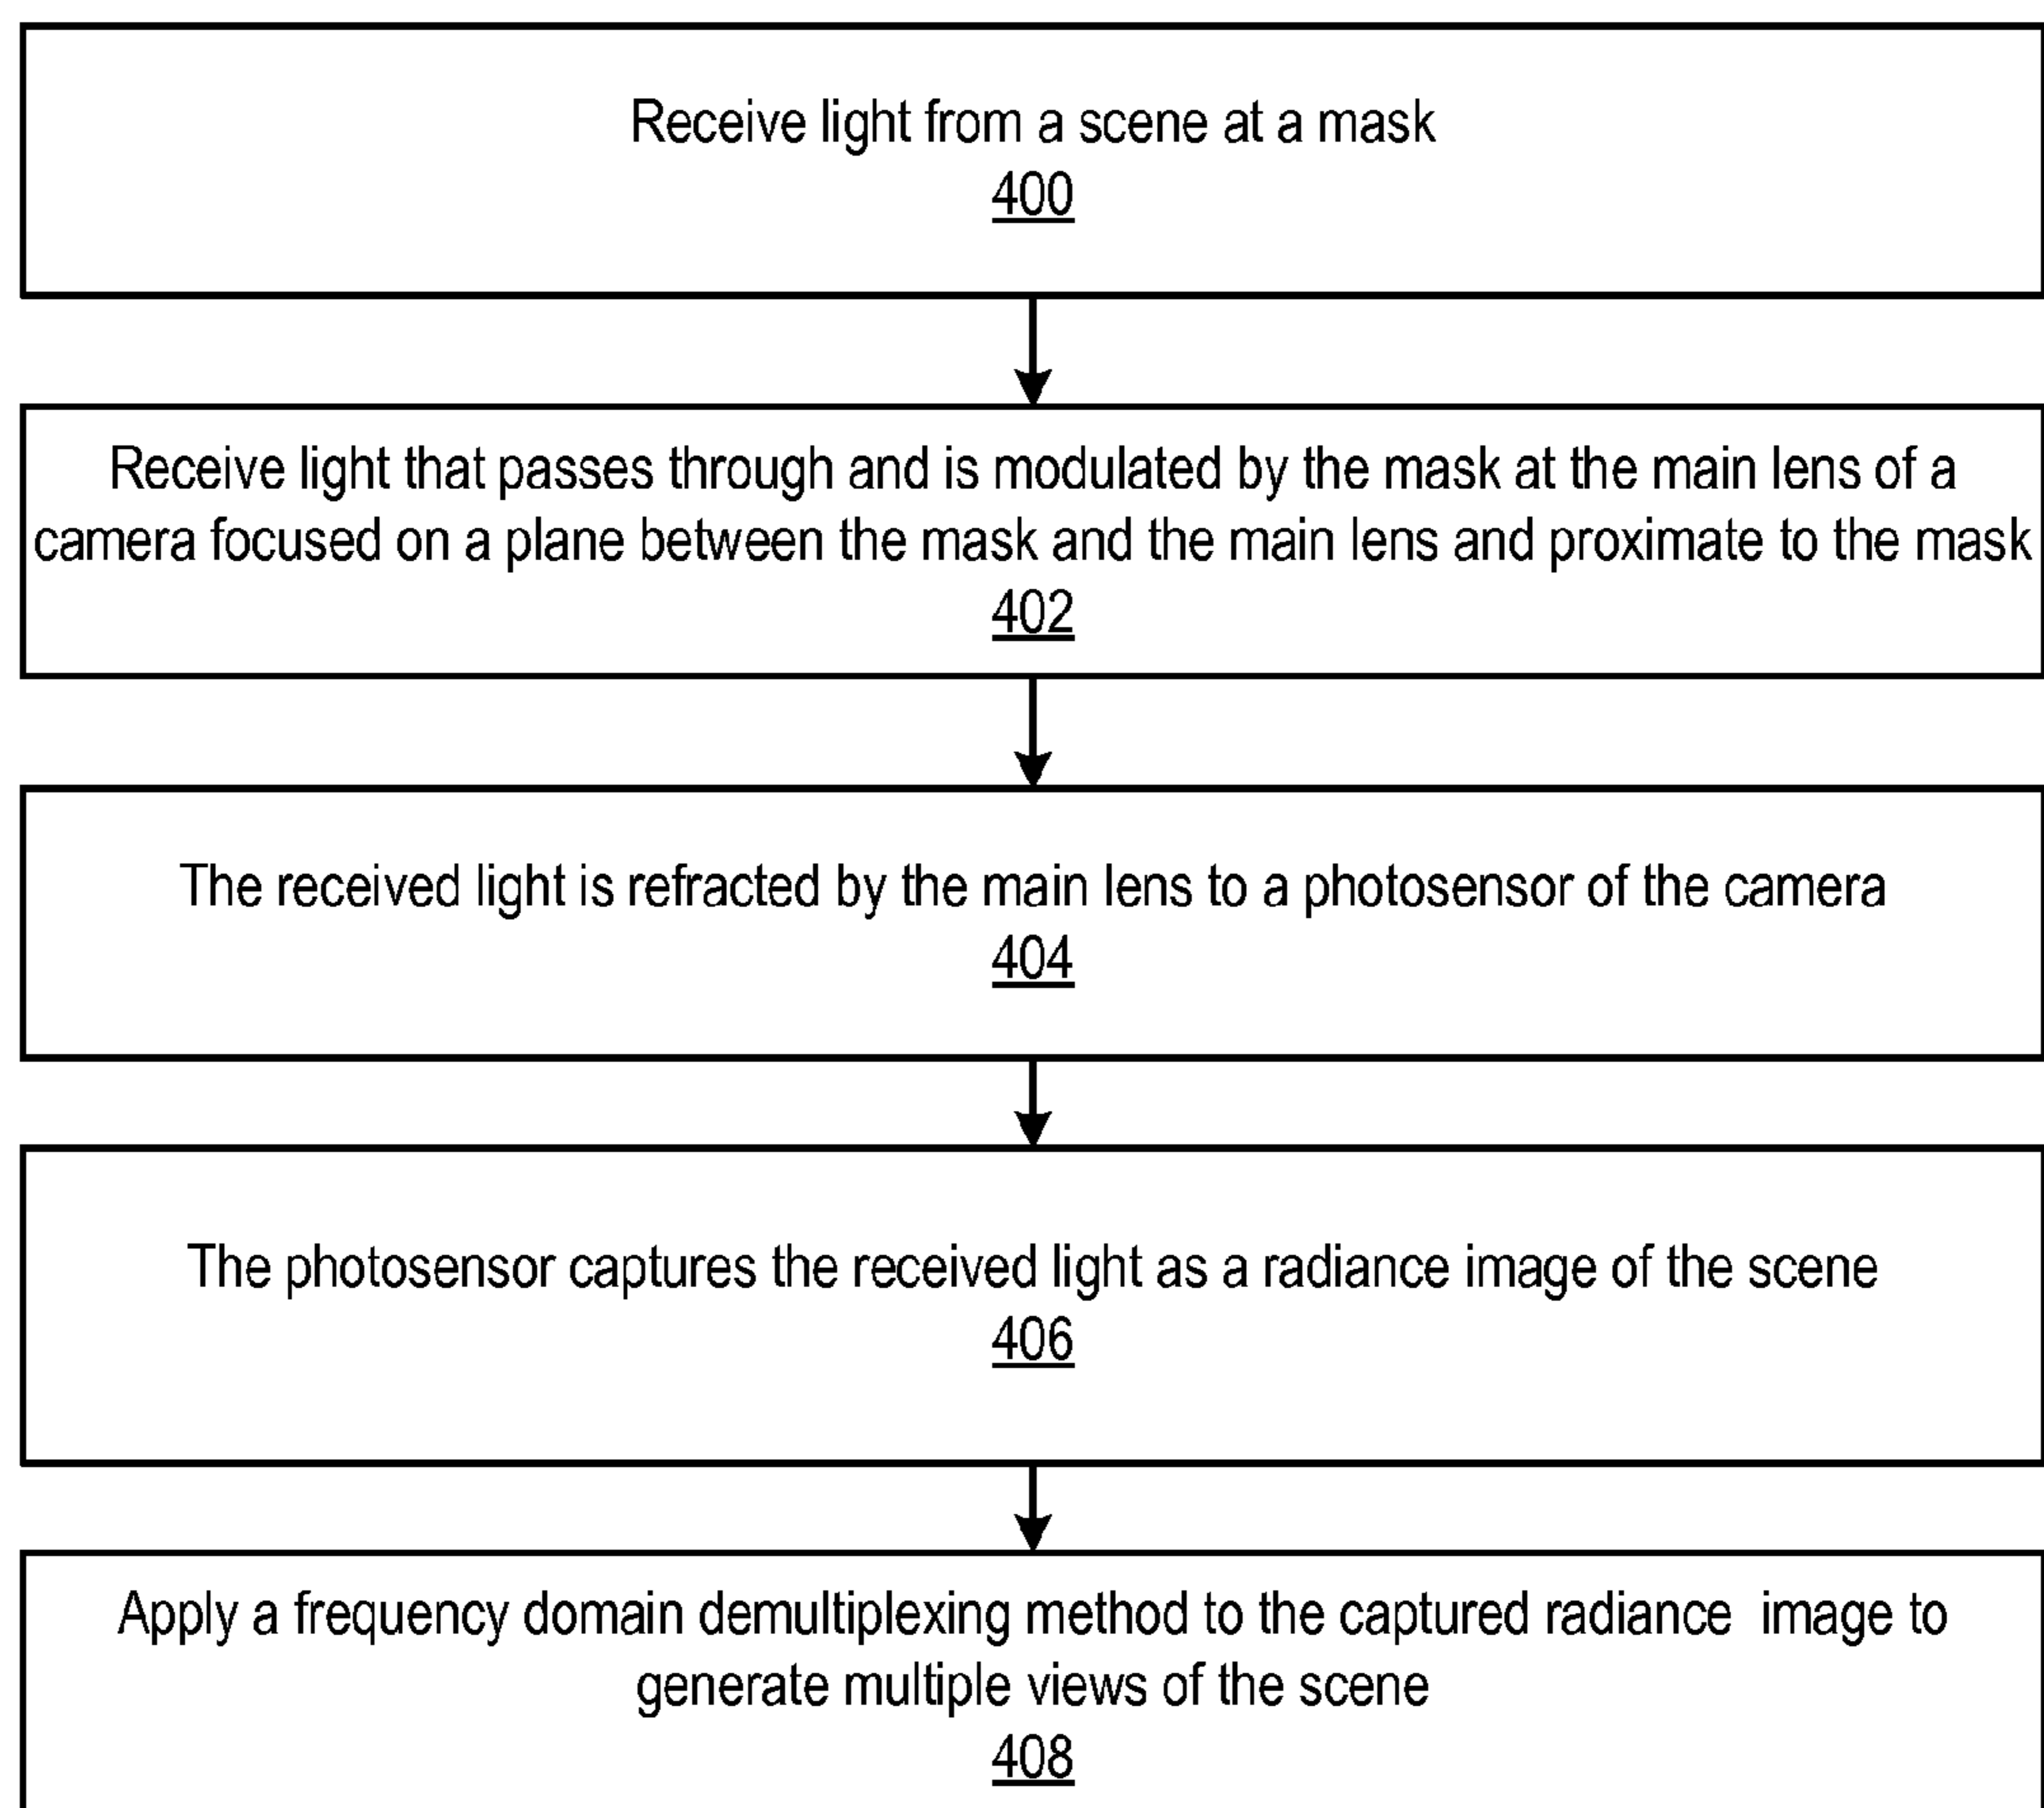 Receive light from a scene at a mask
400
Receive light that passes through and is modulated by the mask at the main lens of a
camera focused on a plane between the mask and the main lens and proximate to the mask
402
The received light is refracted by the main lens to a photosensor of the camera
404
The photosensor captures the received light as a radiance image of the scene
406
Apply a frequency domain demultiplexing method to the captured radiance image to
generate multiple views of the scene
408